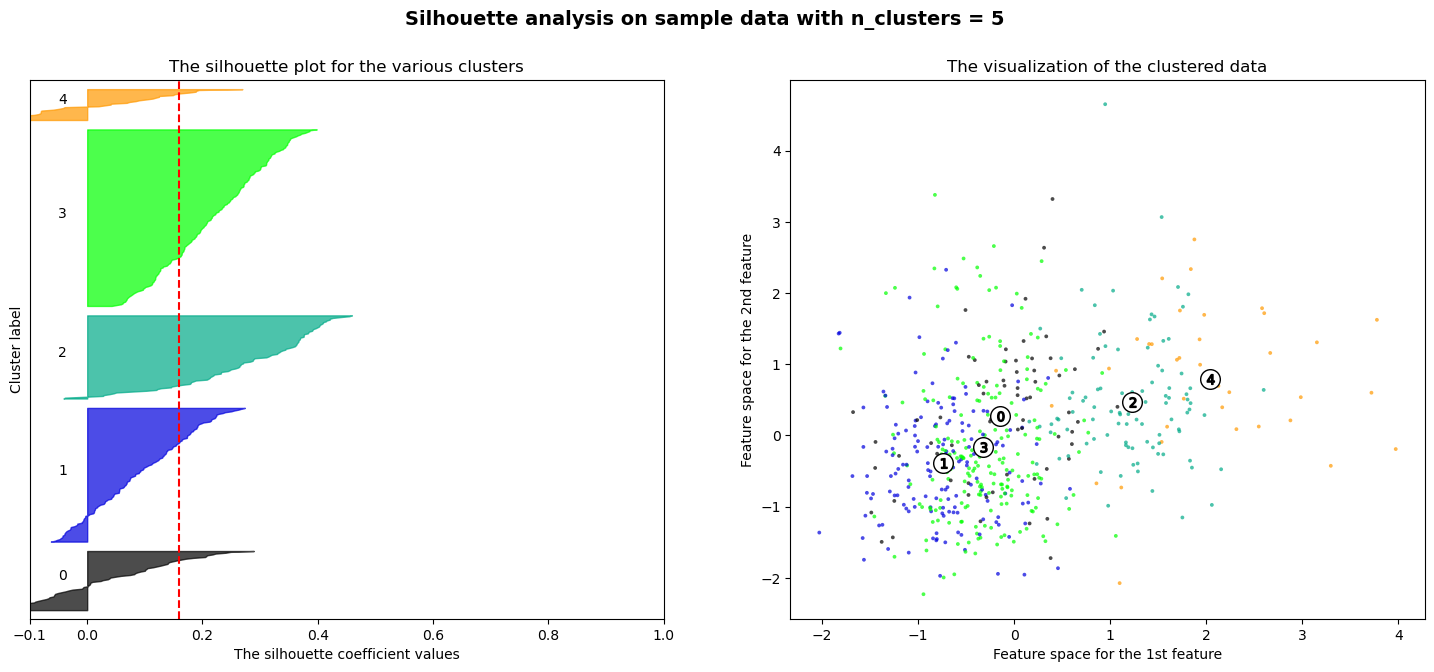 Silhouette analysis on sample data with n_clusters = 5
The silhouette plot for the various clusters
4
3
2
1
0
Cluster label
−0.1 0.0 0.2 0.4 0.6 0.8 1.0
The silhouette coefficient values
The visualization of the clustered data
4
3
2
1
0
−1
−2
Feature space for the 2nd feature
4
2
0
3
1
−2 −1 0 1 2 3 4
Feature space for the 1st feature